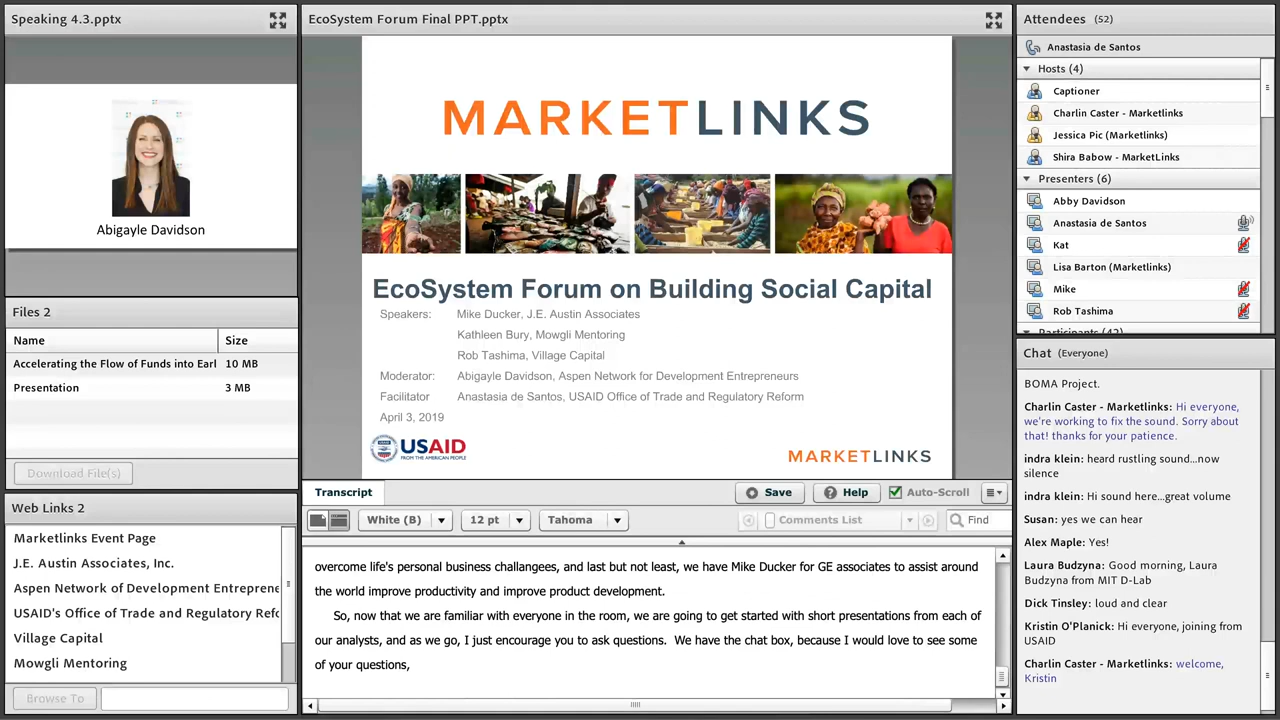 Speaking 4.3.pptx
Abigayle Davidson
Files 2
Name Size
Accelerating the Flow of Funds into Earl 10 MB
Presentation 3 MB
Download File(s)
Web Links 2
Marketlinks Event Page
J.E. Austin Associates, Inc.
Aspen Network of Development Entreprene
USAID's Office of Trade and Regulatory Refo
Village Capital
Mowgli Mentoring
Browse To
EcoSystem Forum Final PPT.pptx
MARKETLINKS
EcoSystem Forum on Building Social Capital
Speakers: Mike Ducker, J.E. Austin Associates
Kathleen Bury, Mowgli Mentoring
Rob Tashima, Village Capital
Moderator: Abigayle Davidson, Aspen Network for Development Entrepreneurs
Facilitator Anastasia de Santos, USAID Office of Trade and Regulatory Reform
April 3, 2019
USAID
FROM THE AMERICAN PEOPLE
MARKETLINKS
Transcript Save Help Auto-Scroll
White (B) 12 pt Tahoma Comments List Find
overcome life's personal business challangees, and last but not least, we have Mike Ducker for GE associates to assist around
the world improve productivity and improve product development.
So, now that we are familiar with everyone in the room, we are going to get started with short presentations from each of
our analysts, and as we go, I just encourage you to ask questions. We have the chat box, because I would love to see some
of your questions,
Attendees (52)
Anastasia de Santos
Hosts (4)
Captioner
Charlin Caster - Marketlinks
Jessica Pic (Marketlinks)
Shira Babow - MarketLinks
Presenters (6)
Abby Davidson
Anastasia de Santos
Kat
Lisa Barton (Marketlinks)
Mike
Rob Tashima
Participants (42)
Chat (Everyone)
BOMA Project.
Charlin Caster - Marketlinks: Hi everyone,
we're working to fix the sound. Sorry about
that! thanks for your patience.
indra klein: heard rustling sound...now
silence
indra klein: Hi sound here...great volume
Susan: yes we can hear
Alex Maple: Yes!
Laura Budzyna: Good morning, Laura
Budzyna from MIT D-Lab
Dick Tinsley: loud and clear
Kristin O'Planick: Hi everyone, joining from
USAID
Charlin Caster - Marketlinks: welcome,
Kristin